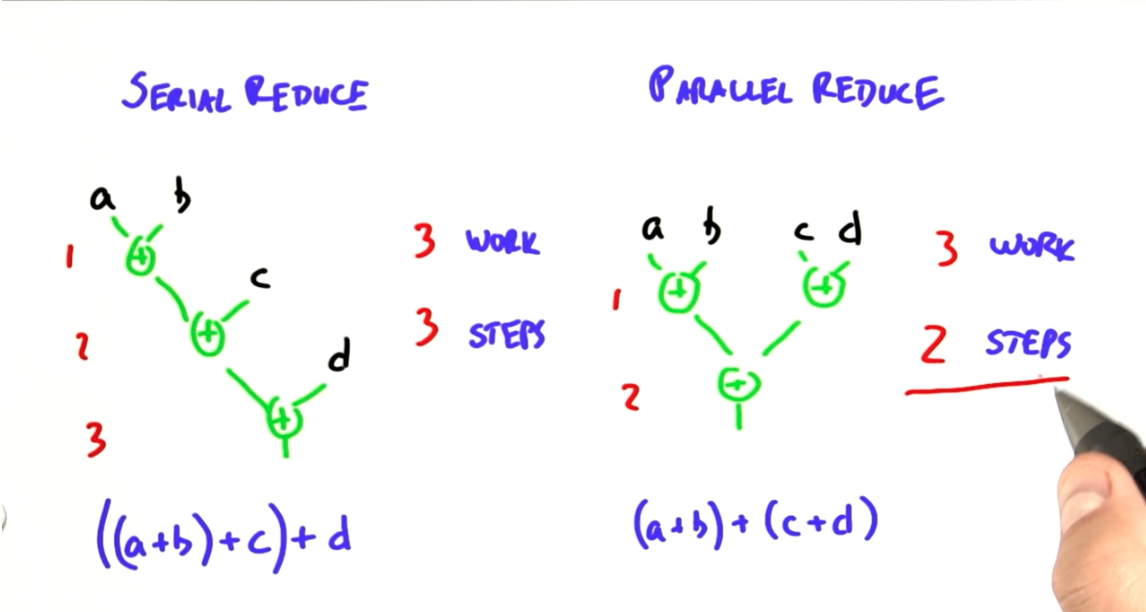 SERIAL REDUCE
a b
1 +
c
2 +
d
3 +
3 WORK
3 STEPS
((a+b)+c)+d
PARALLEL REDUCE
a b c d
1 + +
2 +
3 WORK
2 STEPS
(a+b)+(c+d)